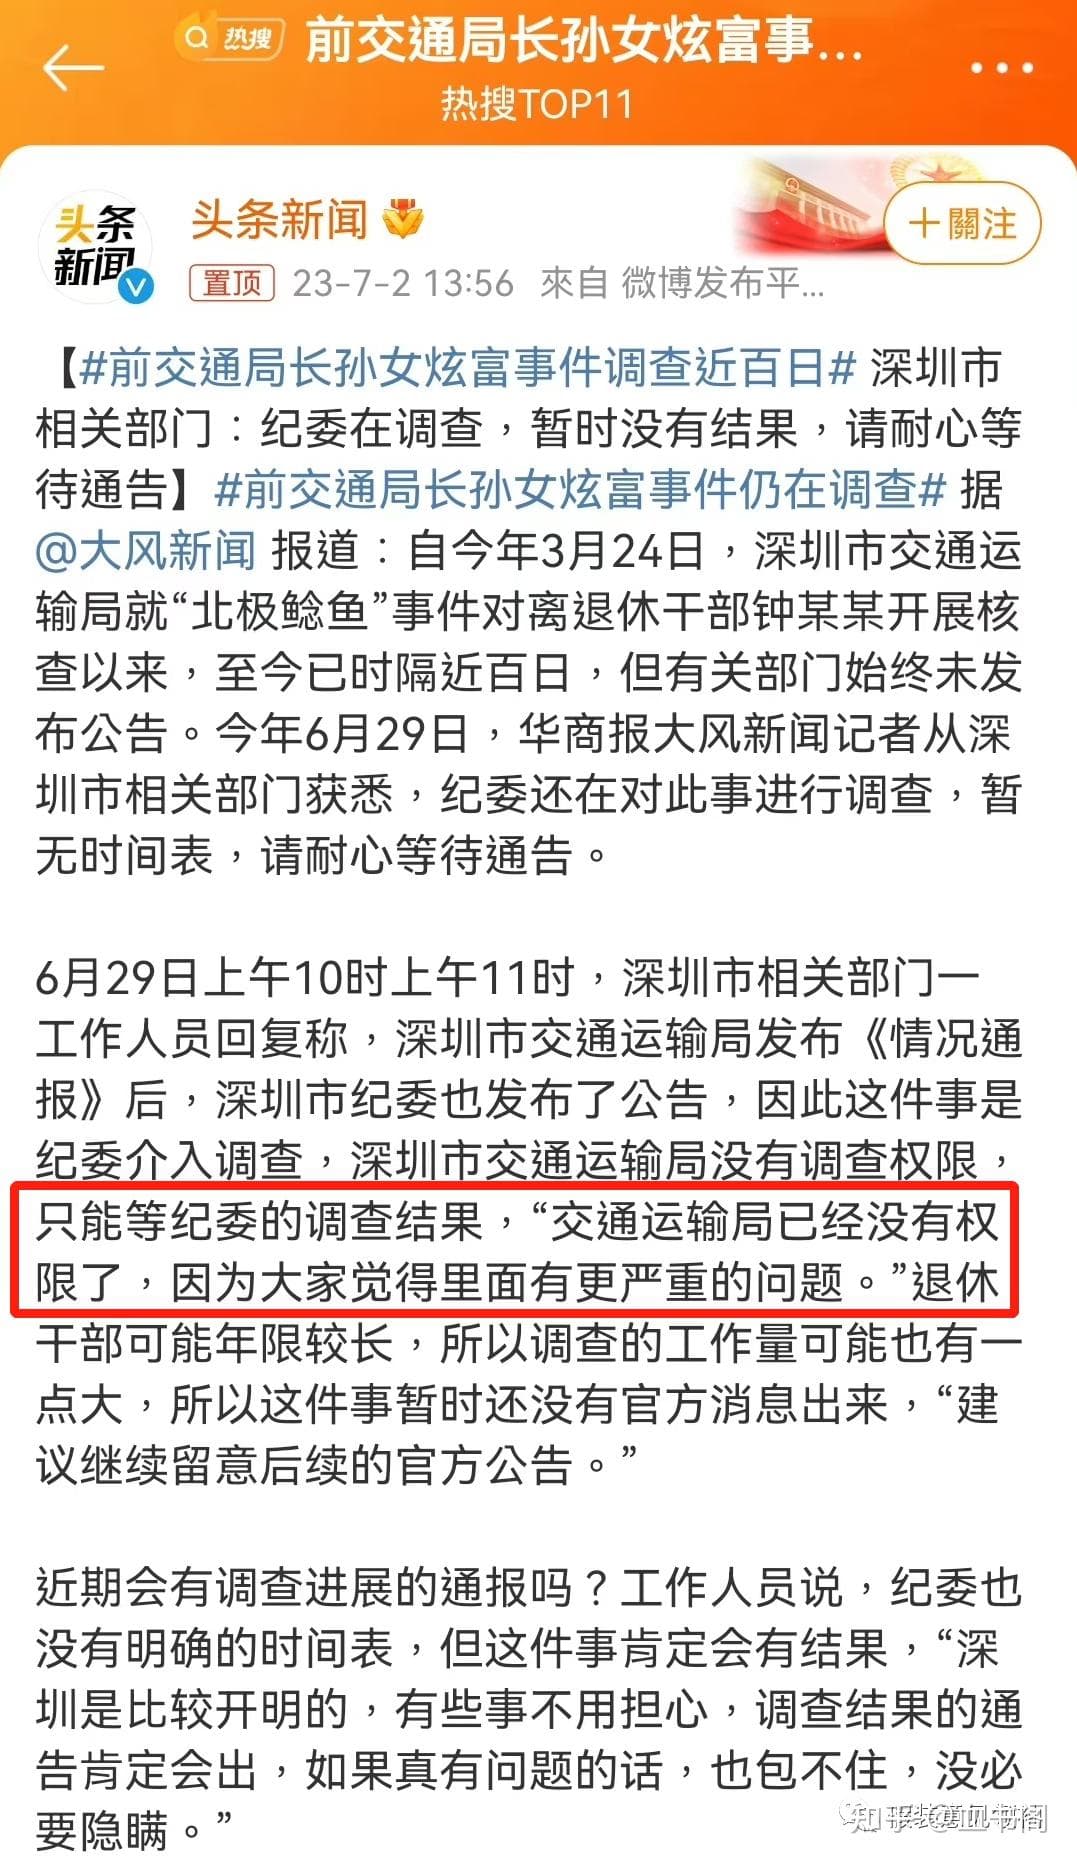 热搜 前交通局长孙女炫富事...
热搜TOP11
头条
新闻
头条新闻
+關注
置顶 23-7-2 13:56 來自 微博发布平...
【#前交通局长孙女炫富事件调查近百日# 深圳市
相关部门：纪委在调查，暂时没有结果，请耐心等
待通告】#前交通局长孙女炫富事件仍在调查# 据
@大风新闻 报道：自今年3月24日，深圳市交通运
输局就“北极鲶鱼”事件对离退休干部钟某某开展核
查以来，至今已时隔近百日，但有关部门始终未发
布公告。今年6月29日，华商报大风新闻记者从深
圳市相关部门获悉，纪委还在对此事进行调查，暂
无时间表，请耐心等待通告。
6月29日上午10时上午11时，深圳市相关部门一
工作人员回复称，深圳市交通运输局发布《情况通
报》后，深圳市纪委也发布了公告，因此这件事是
纪委介入调查，深圳市交通运输局没有调查权限，
只能等纪委的调查结果，“交通运输局已经没有权
限了，因为大家觉得里面有更严重的问题。”退休
干部可能年限较长，所以调查的工作量可能也有一
点大，所以这件事暂时还没有官方消息出来，“建
议继续留意后续的官方公告。”
近期会有调查进展的通报吗？工作人员说，纪委也
没有明确的时间表，但这件事肯定会有结果，“深
圳是比较开明的，有些事不用担心，调查结果的通
告肯定会出，如果真有问题的话，也包不住，没必
要隐瞒。”